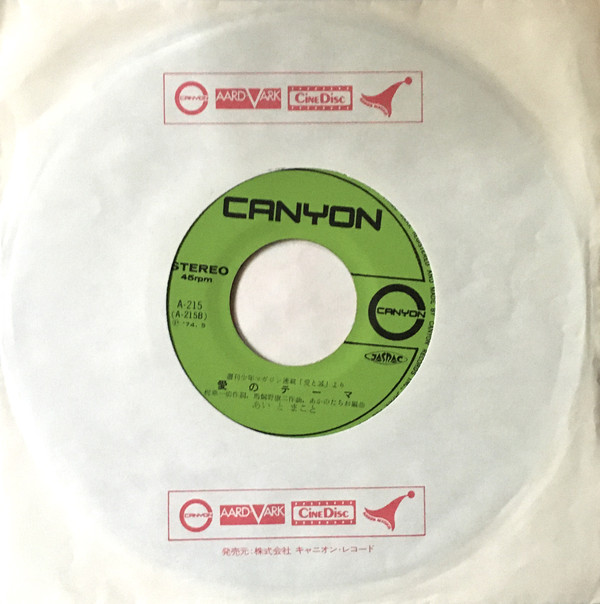 CANYON AARDVARK CINEDISC
CANYON
STEREO
45rpm
A-215
(A-215B)
Ⓟ '74. 9
CANYON
JASRAC
週刊少年マガジン連載「愛と誠」より
愛のテーマ
あいとまこと
CANYON AARDVARK CINEDISC
発売元:株式会社 キャニオン・レコード